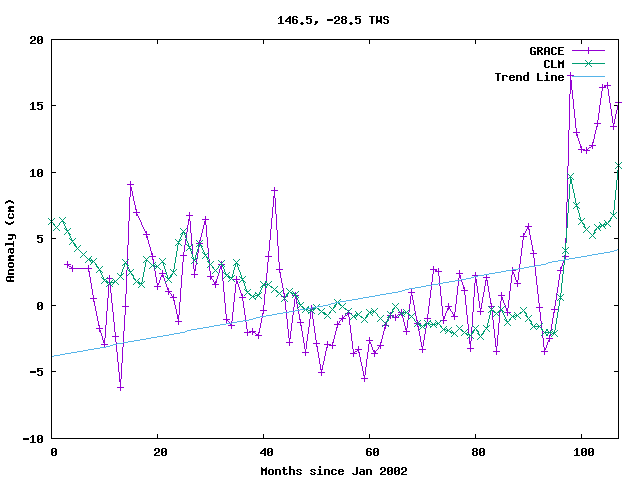 146.5, -28.5 TWS
GRACE
CLM
Trend Line
20
15
10
5
0
-5
-10
Anomaly (cm)
0 20 40 60 80 100
Months since Jan 2002